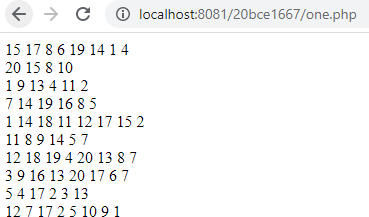 localhost:8081/20bce1667/one.php
15 17 8 6 19 14 1 4
20 15 8 10
1 9 13 4 11 2
7 14 19 16 8 5
1 14 18 11 12 17 15 2
11 8 9 14 5 7
12 18 19 4 20 13 8 7
3 9 16 13 20 17 6 7
5 4 17 2 3 13
12 7 17 2 5 10 9 1